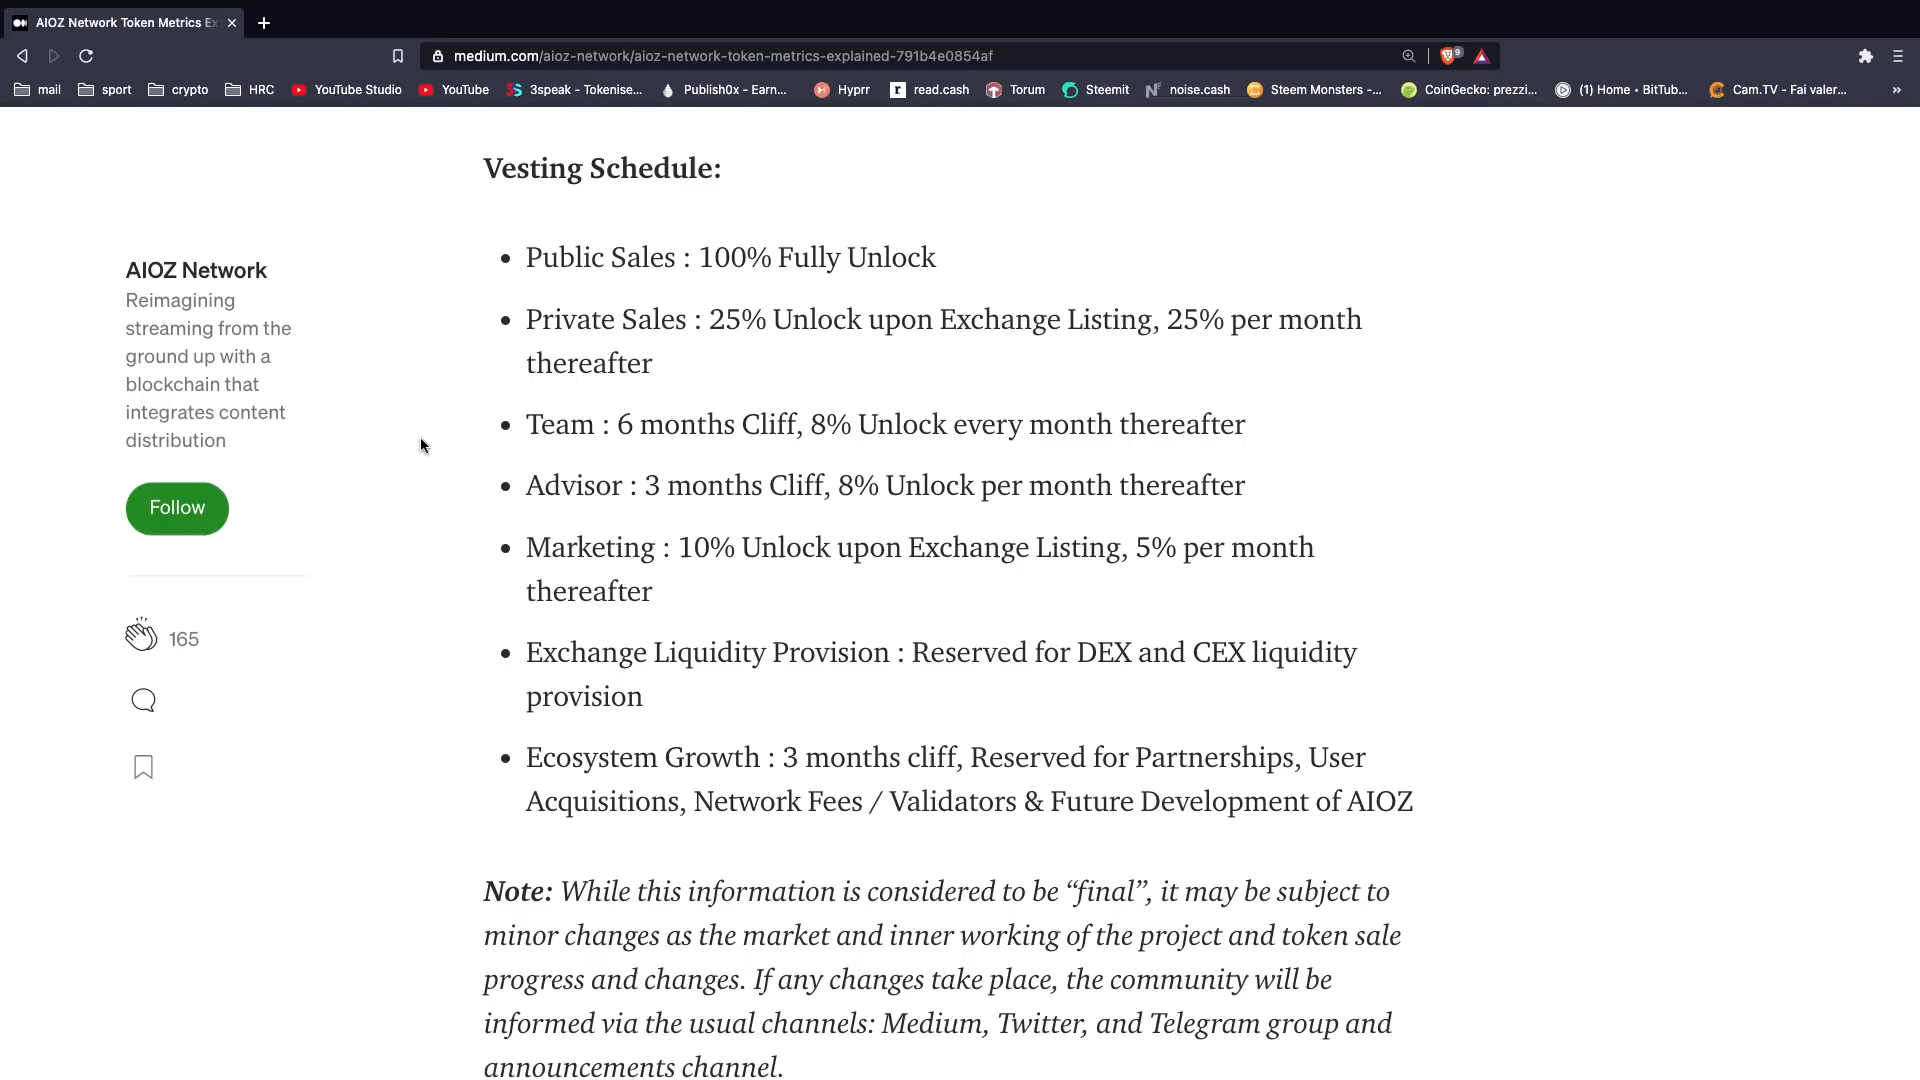 AIOZ Network Token Metrics Ex
medium.com/aioz-network/aioz-network-token-metrics-explained-791b4e0854af
9
mail
sport
crypto
HRC
YouTube Studio
YouTube
3speak - Tokenise...
Publish0x - Earn...
Hyprr
read.cash
Torum
Steemit
noise.cash
Steem Monsters -...
CoinGecko: prezzi...
(1) Home • BitTub...
Cam.TV - Fai valer...
»
AIOZ Network
Reimagining
streaming from the
ground up with a
blockchain that
integrates content
distribution
Follow
165
Vesting Schedule:
• Public Sales : 100% Fully Unlock
• Private Sales : 25% Unlock upon Exchange Listing, 25% per month
thereafter
• Team : 6 months Cliff, 8% Unlock every month thereafter
• Advisor : 3 months Cliff, 8% Unlock per month thereafter
• Marketing : 10% Unlock upon Exchange Listing, 5% per month
thereafter
• Exchange Liquidity Provision : Reserved for DEX and CEX liquidity
provision
• Ecosystem Growth : 3 months cliff, Reserved for Partnerships, User
Acquisitions, Network Fees / Validators & Future Development of AIOZ
Note: While this information is considered to be “final”, it may be subject to
minor changes as the market and inner working of the project and token sale
progress and changes. If any changes take place, the community will be
informed via the usual channels: Medium, Twitter, and Telegram group and
announcements channel.